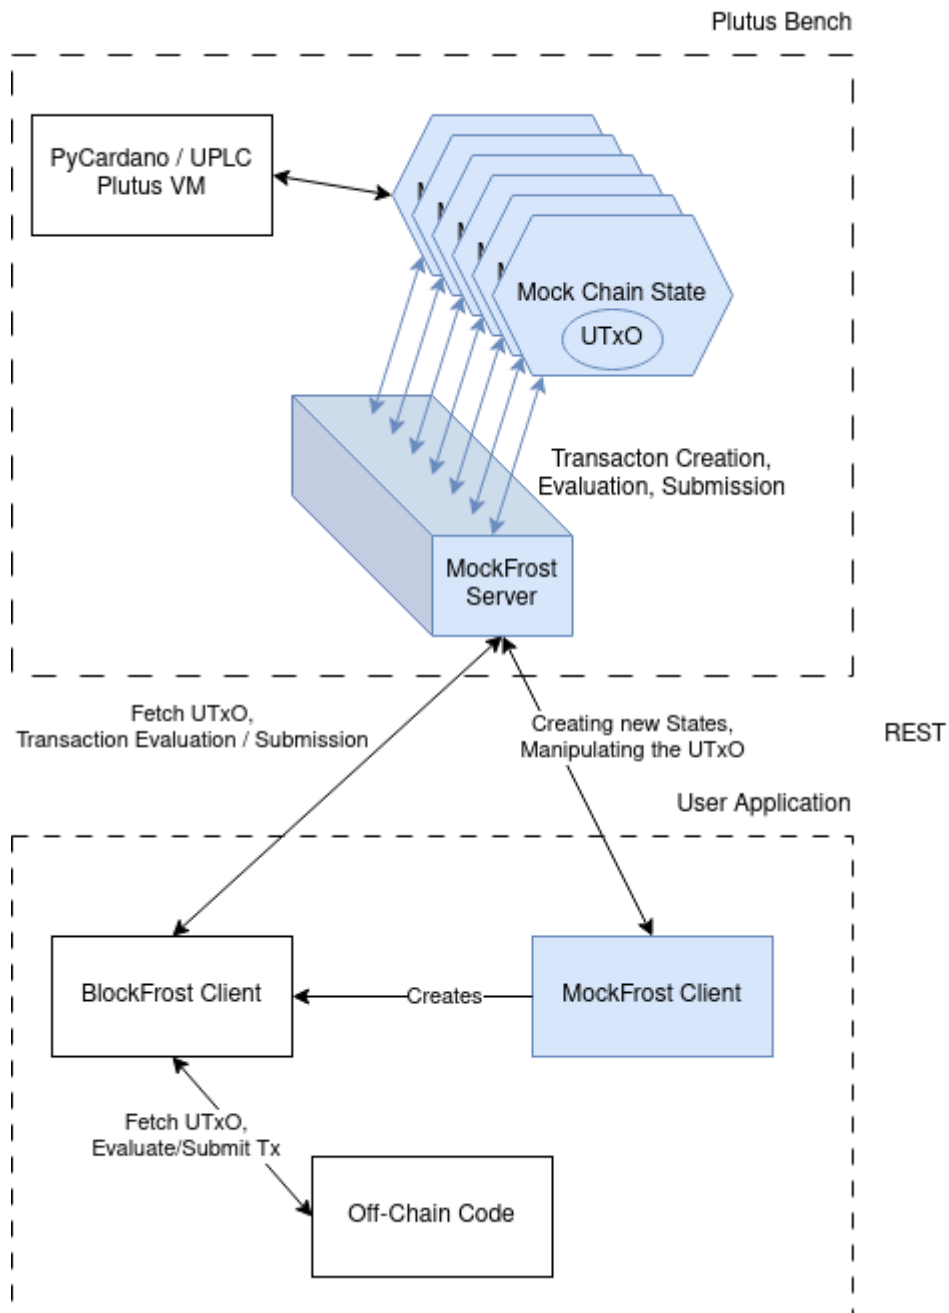 Plutus Bench
PyCardano / UPLC
Plutus VM
M
M
M
M
M
Mock Chain State
UTxO
Transacton Creation,
Evaluation, Submission
MockFrost
Server
Fetch UTxO,
Transaction Evaluation / Submission
Creating new States,
Manipulating the UTxO
REST
User Application
BlockFrost Client
Creates
MockFrost Client
Fetch UTxO,
Evaluate/Submit Tx
Off-Chain Code